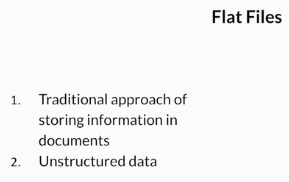 Flat Files
1. Traditional approach of
storing information in
documents
2. Unstructured data